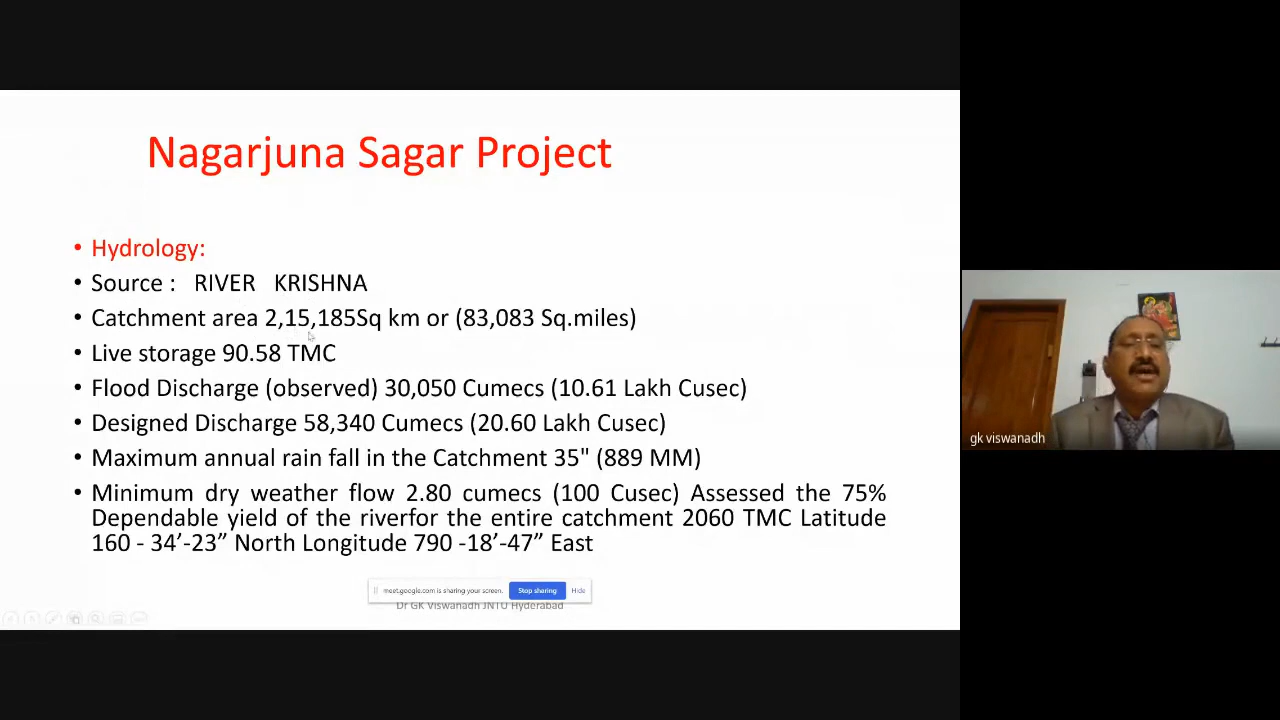 Nagarjuna Sagar Project
• Hydrology:
• Source : RIVER KRISHNA
• Catchment area 2,15,185Sq km or (83,083 Sq.miles)
• Live storage 90.58 TMC
• Flood Discharge (observed) 30,050 Cumecs (10.61 Lakh Cusec)
• Designed Discharge 58,340 Cumecs (20.60 Lakh Cusec)
• Maximum annual rain fall in the Catchment 35" (889 MM)
• Minimum dry weather flow 2.80 cumecs (100 Cusec) Assessed the 75%
Dependable yield of the riverfor the entire catchment 2060 TMC Latitude
160 - 34’-23” North Longitude 790 -18’-47” East
meet.google.com is sharing your screen. Stop sharing Hide
Dr GK Viswanadh JNTU Hyderabad
gk viswanadh